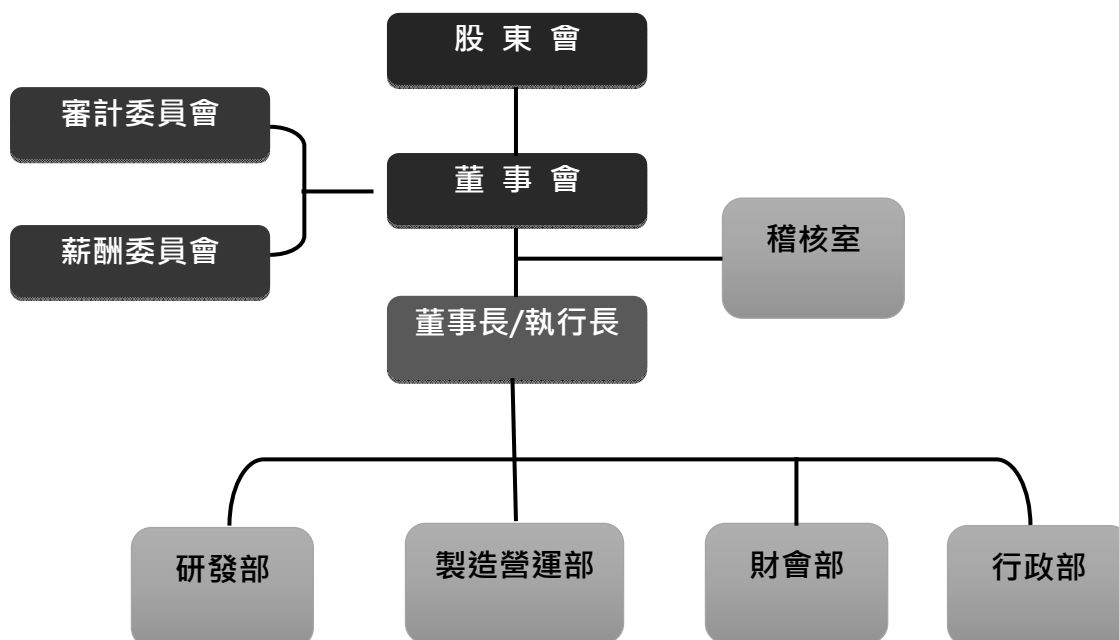 股 東 會
審計委員會
董 事 會
薪酬委員會
稽核室
董事長/執行長
研發部
製造營運部
財會部
行政部